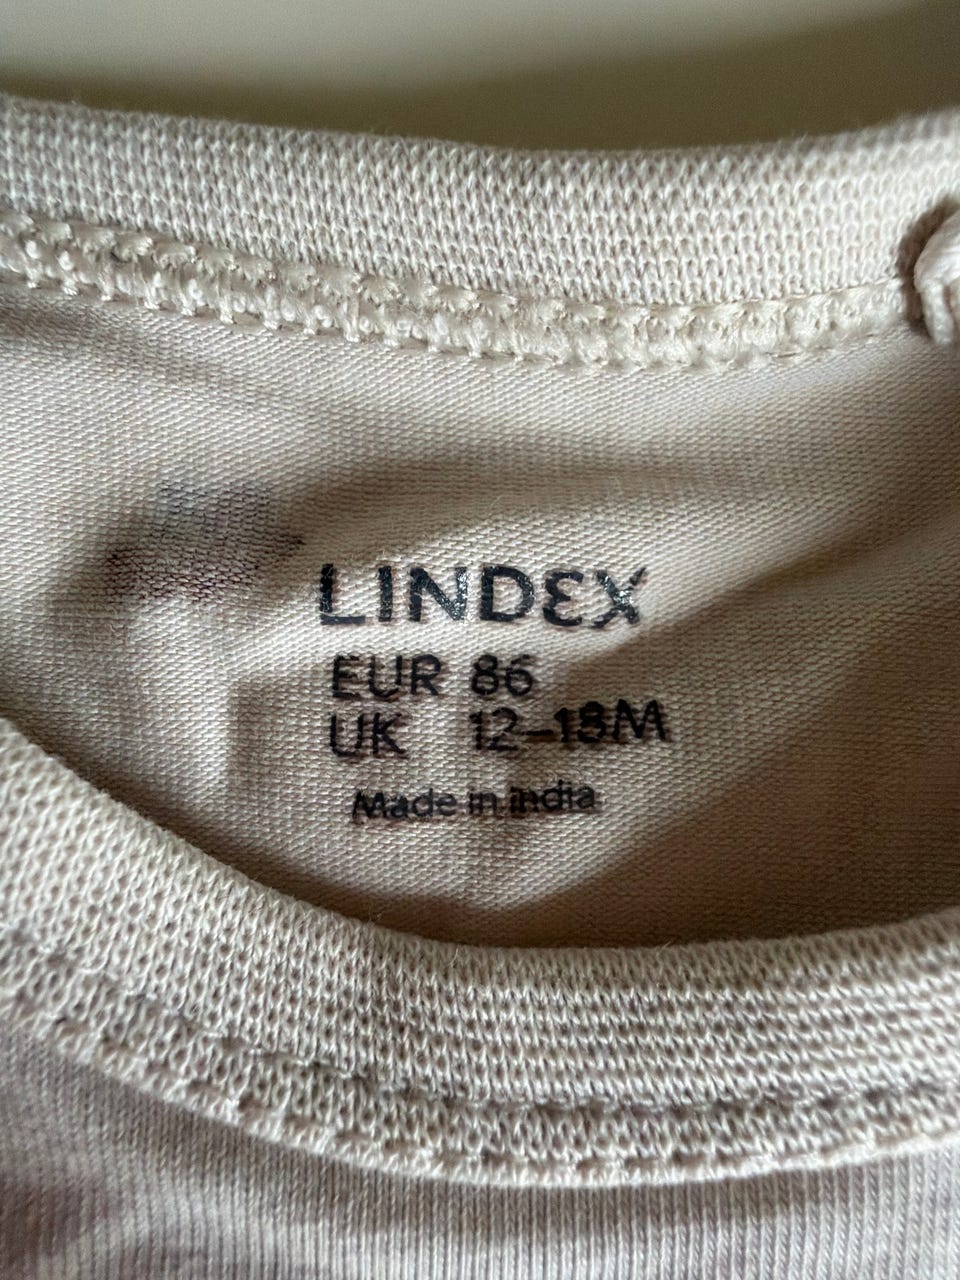 LINDEX
EUR 86
UK 12-18M
Made in India